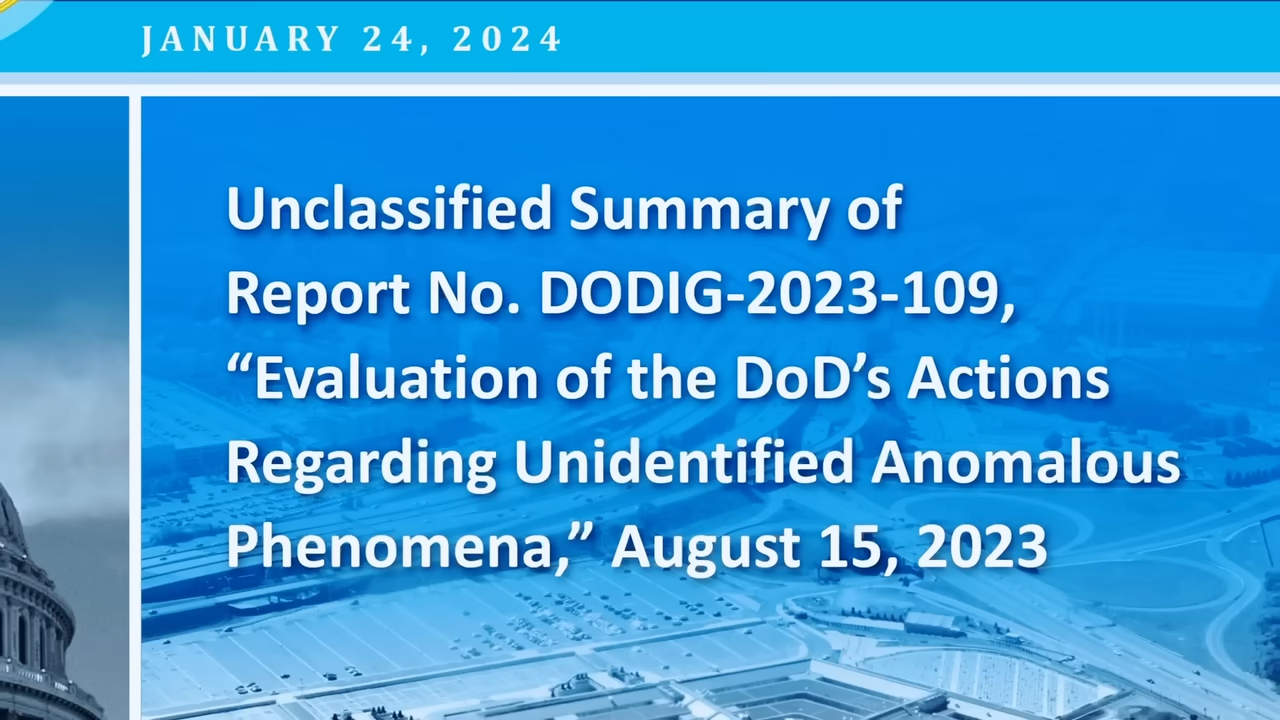 JANUARY 24, 2024
Unclassified Summary of
Report No. DODIG-2023-109,
“Evaluation of the DoD’s Actions
Regarding Unidentified Anomalous
Phenomena,” August 15, 2023